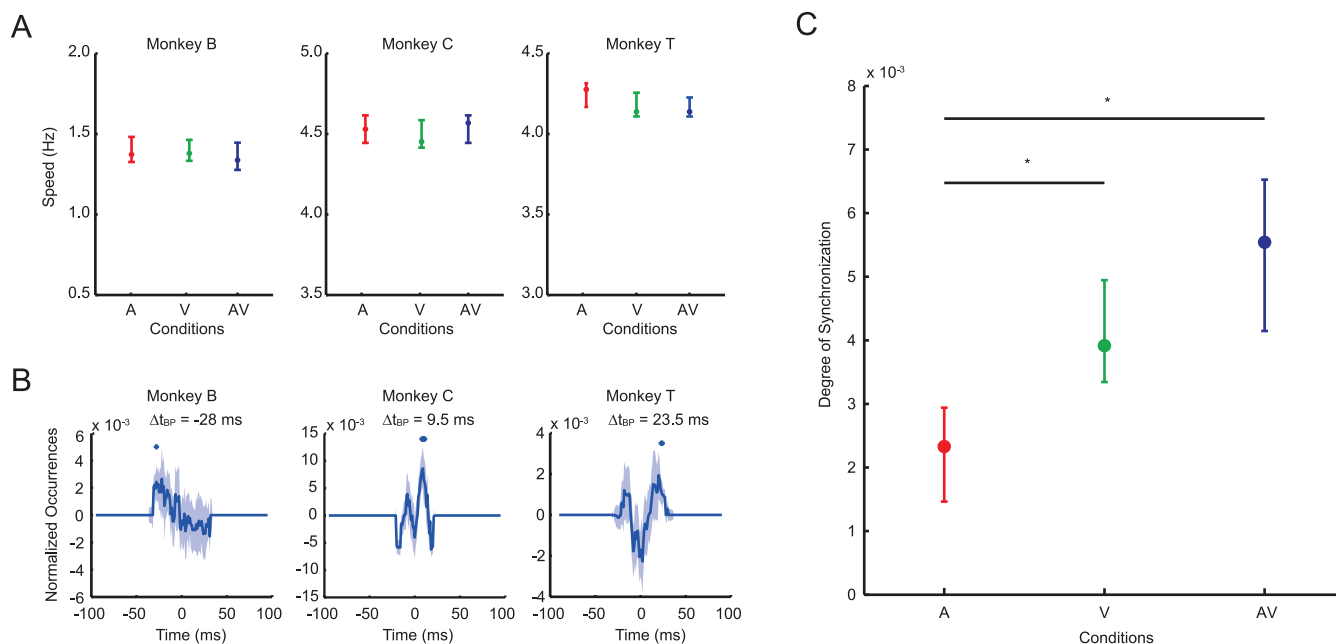 A
Monkey B
Monkey C
Monkey T
2.0
1.5
1.0
0.5
Speed (Hz)
A V AV
Conditions
5.0
4.5
4.0
3.5
A V AV
Conditions
4.5
4.0
3.5
3.0
A V AV
Conditions
B
Monkey B
Δt_BP = -28 ms
x 10⁻³
6
4
2
0
-2
-4
-6
Normalized Occurrences
-100 -50 0 50 100
Time (ms)
Monkey C
Δt_BP = 9.5 ms
x 10⁻³
15
10
5
0
-5
-10
-15
-100 -50 0 50 100
Time (ms)
Monkey T
Δt_BP = 23.5 ms
x 10⁻³
4
2
0
-2
-4
-100 -50 0 50 100
Time (ms)
C
x 10⁻³
8
7
6
5
4
3
2
1
0
Degree of Synchronization
*
*
A V AV
Conditions